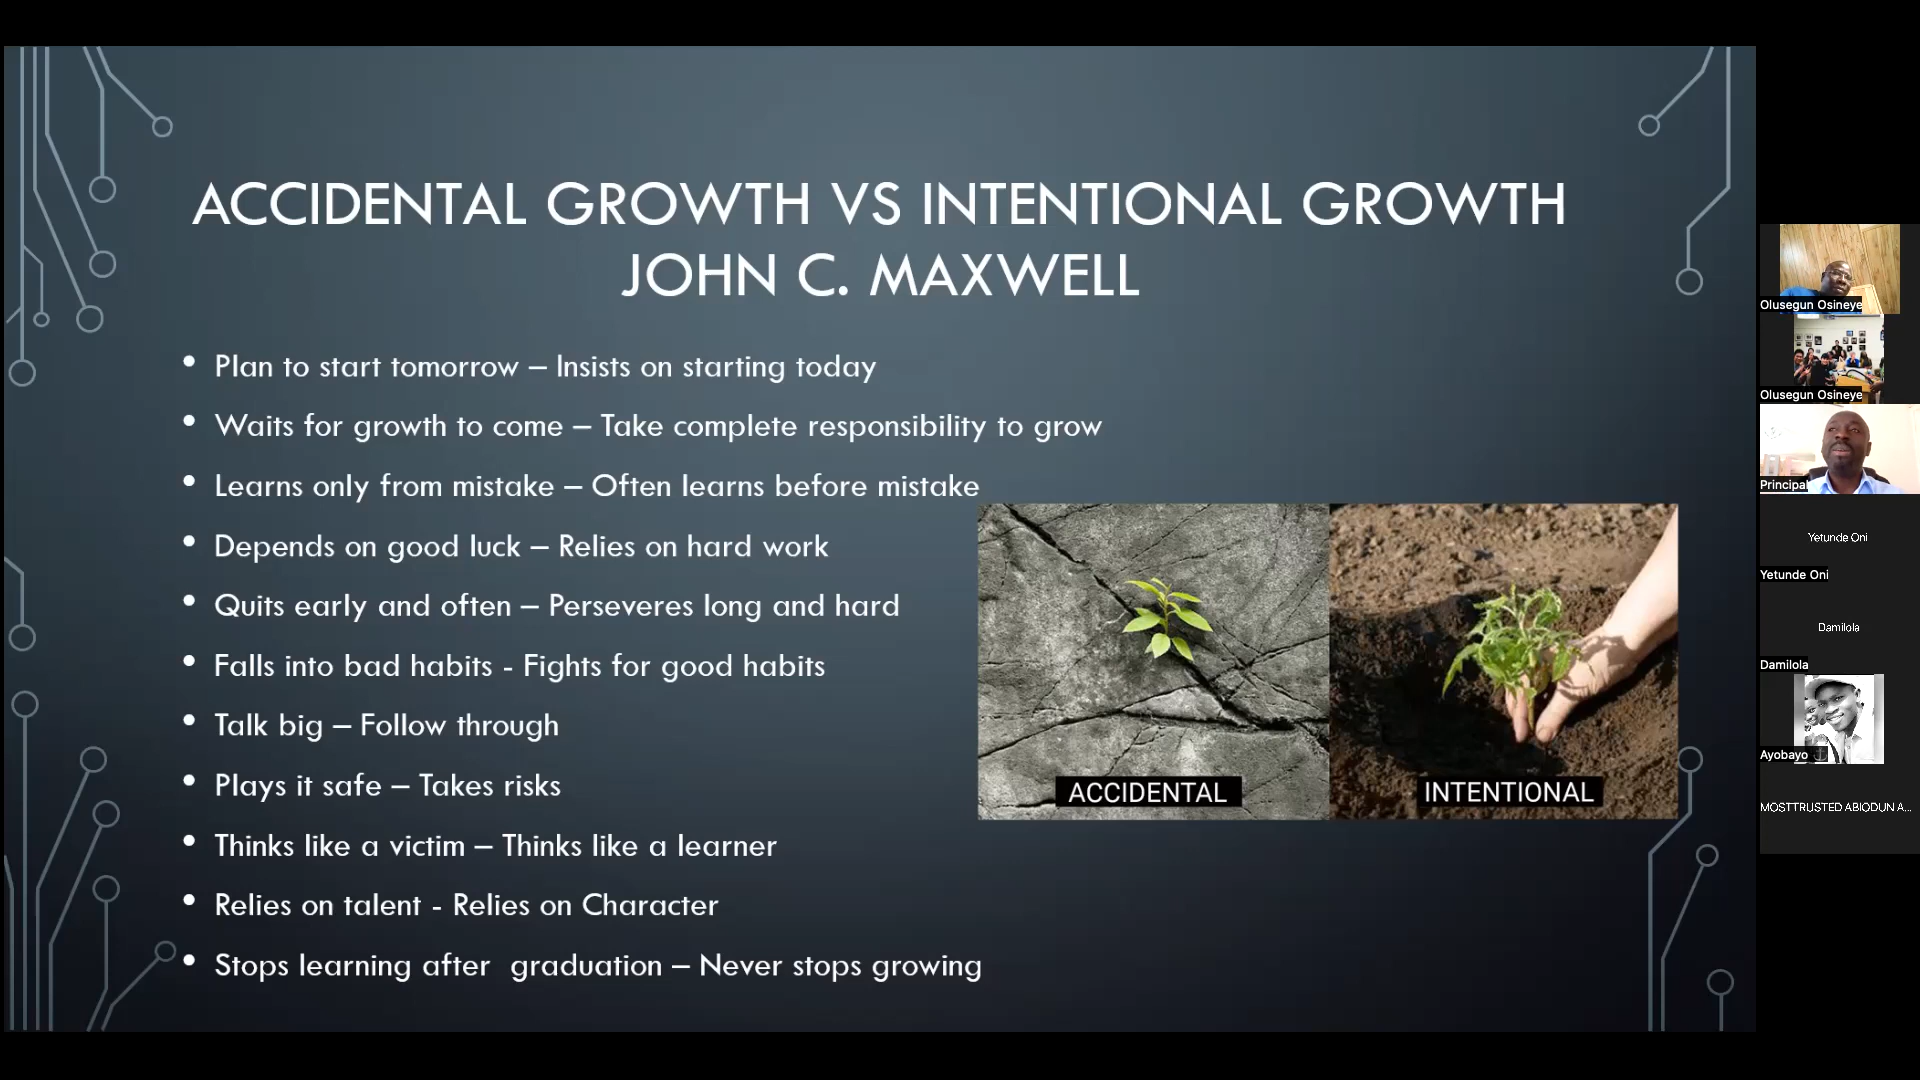 ACCIDENTAL GROWTH VS INTENTIONAL GROWTH
JOHN C. MAXWELL
• Plan to start tomorrow – Insists on starting today
• Waits for growth to come – Take complete responsibility to grow
• Learns only from mistake – Often learns before mistake
• Depends on good luck – Relies on hard work
• Quits early and often – Perseveres long and hard
• Falls into bad habits - Fights for good habits
• Talk big – Follow through
• Plays it safe – Takes risks
• Thinks like a victim – Thinks like a learner
• Relies on talent - Relies on Character
• Stops learning after  graduation – Never stops growing
ACCIDENTAL
INTENTIONAL
Olusegun Osineye
Olusegun Osineye
Principal
Yetunde Oni
Yetunde Oni
Damilola
Damilola
Ayobayo
MOSTTRUSTED ABIODUN A...